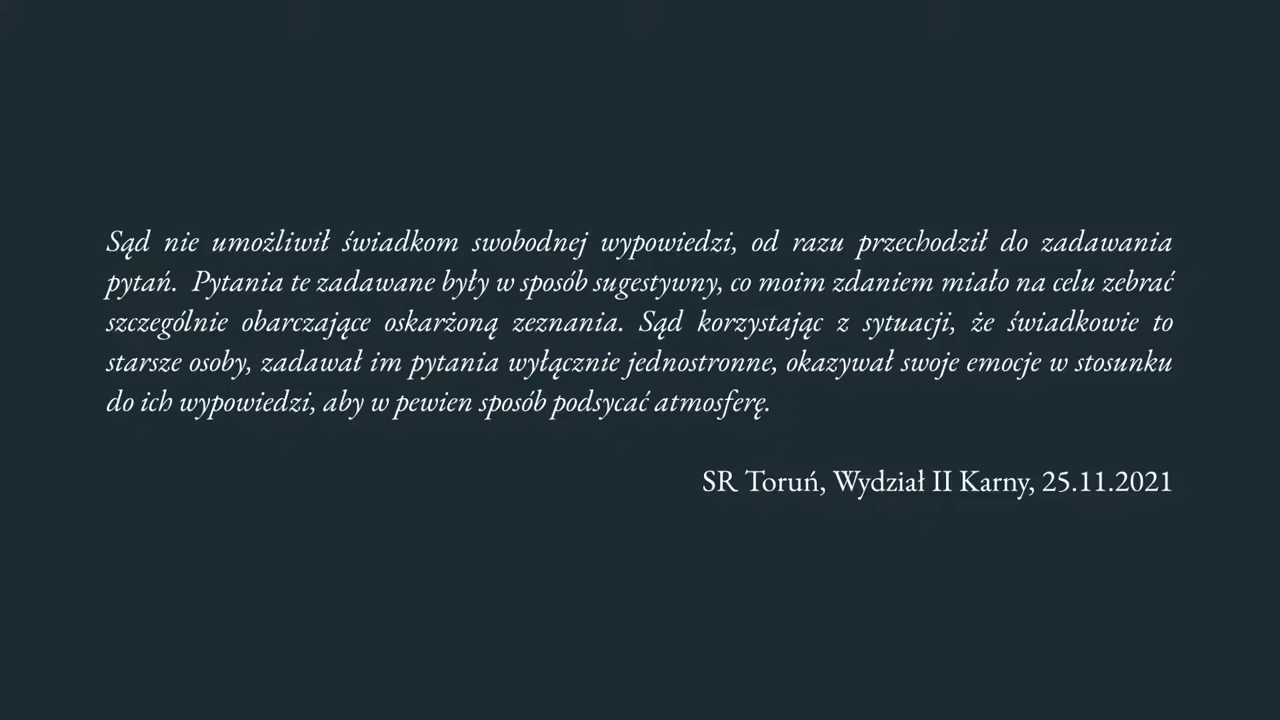 Sąd nie umożliwił świadkom swobodnej wypowiedzi, od razu przechodził do zadawania
pytań. Pytania te zadawane były w sposób sugestywny, co moim zdaniem miało na celu zebrać
szczególnie obarczające oskarżoną zeznania. Sąd korzystając z sytuacji, że świadkowie to
starsze osoby, zadawał im pytania wyłącznie jednostronne, okazywał swoje emocje w stosunku
do ich wypowiedzi, aby w pewien sposób podsycać atmosferę.
SR Toruń, Wydział II Karny, 25.11.2021